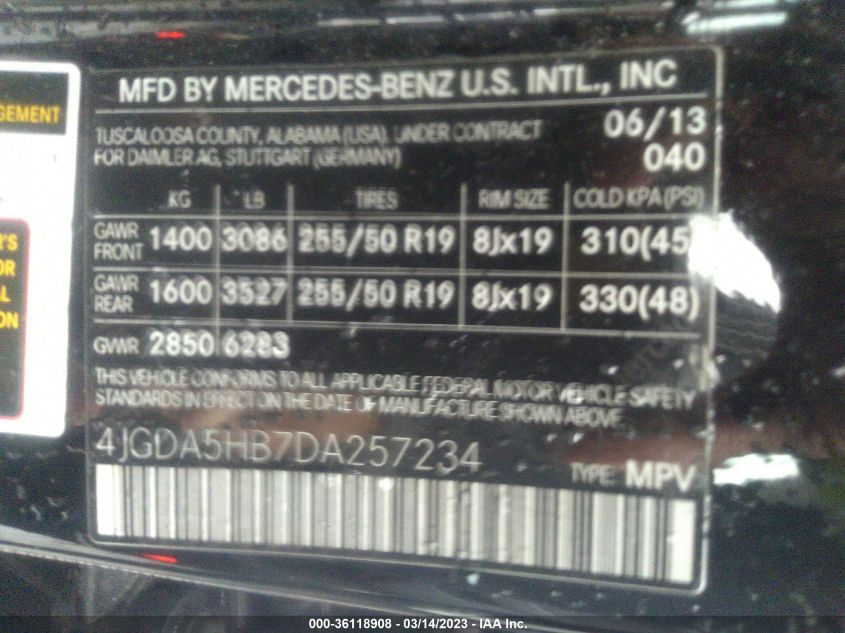 MFD BY MERCEDES-BENZ U.S. INTL., INC
TUSCALOOSA COUNTY, ALABAMA (USA), UNDER CONTRACT
FOR DAIMLER AG, STUTTGART (GERMANY)
06/13
040
KG LB TIRES RIM SIZE COLD KPA (PSI)
GAWR FRONT 1400 3086 255/50 R19 8Jx19 310(45)
GAWR REAR 1600 3527 255/50 R19 8Jx19 330(48)
GVWR 2850 6283
THIS VEHICLE CONFORMS TO ALL APPLICABLE FEDERAL MOTOR VEHICLE SAFETY
STANDARDS IN EFFECT ON THE DATE OF MANUFACTURE SHOWN ABOVE.
4JGDA5HB7DA257234
TYPE: MPV
GEMENT
R'S
OR
L
ON
000-36118908 - 03/14/2023 - IAA Inc.